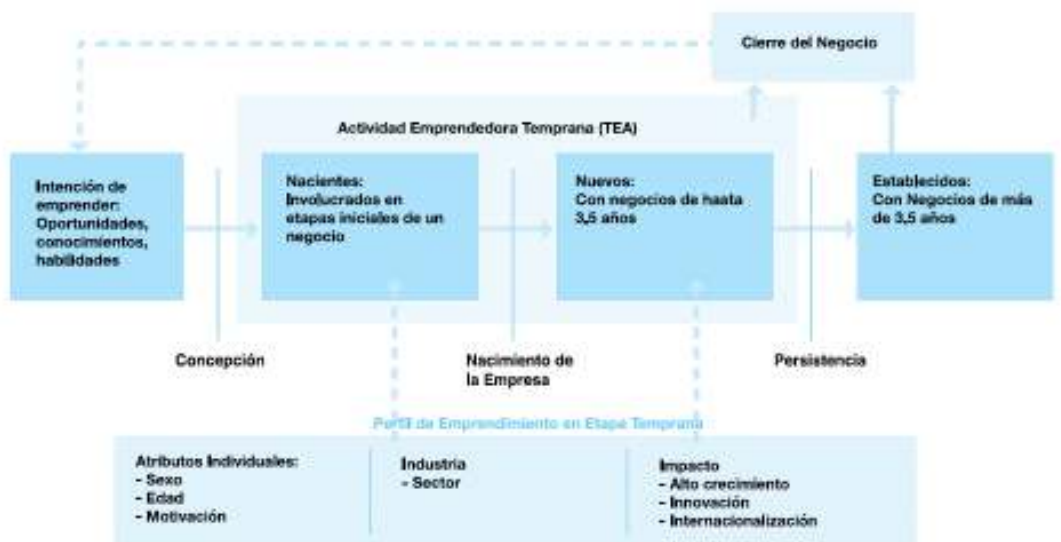 Cierre del Negocio
Actividad Emprendedora Temprana (TEA)
Intención de
emprender:
Oportunidades,
conocimientos,
habilidades
Nacientes:
Involucrados en
etapas iniciales de un
negocio
Nuevos:
Con negocios de hasta
3,5 años
Establecidos:
Con Negocios de más
de 3,5 años
Concepción
Nacimiento de
la Empresa
Persistencia
Perfil de Emprendimiento en Etapa Temprana
Atributos Individuales:
- Sexo
- Edad
- Motivación
Industria
- Sector
Impacto
- Alto crecimiento
- Innovación
- Internacionalización